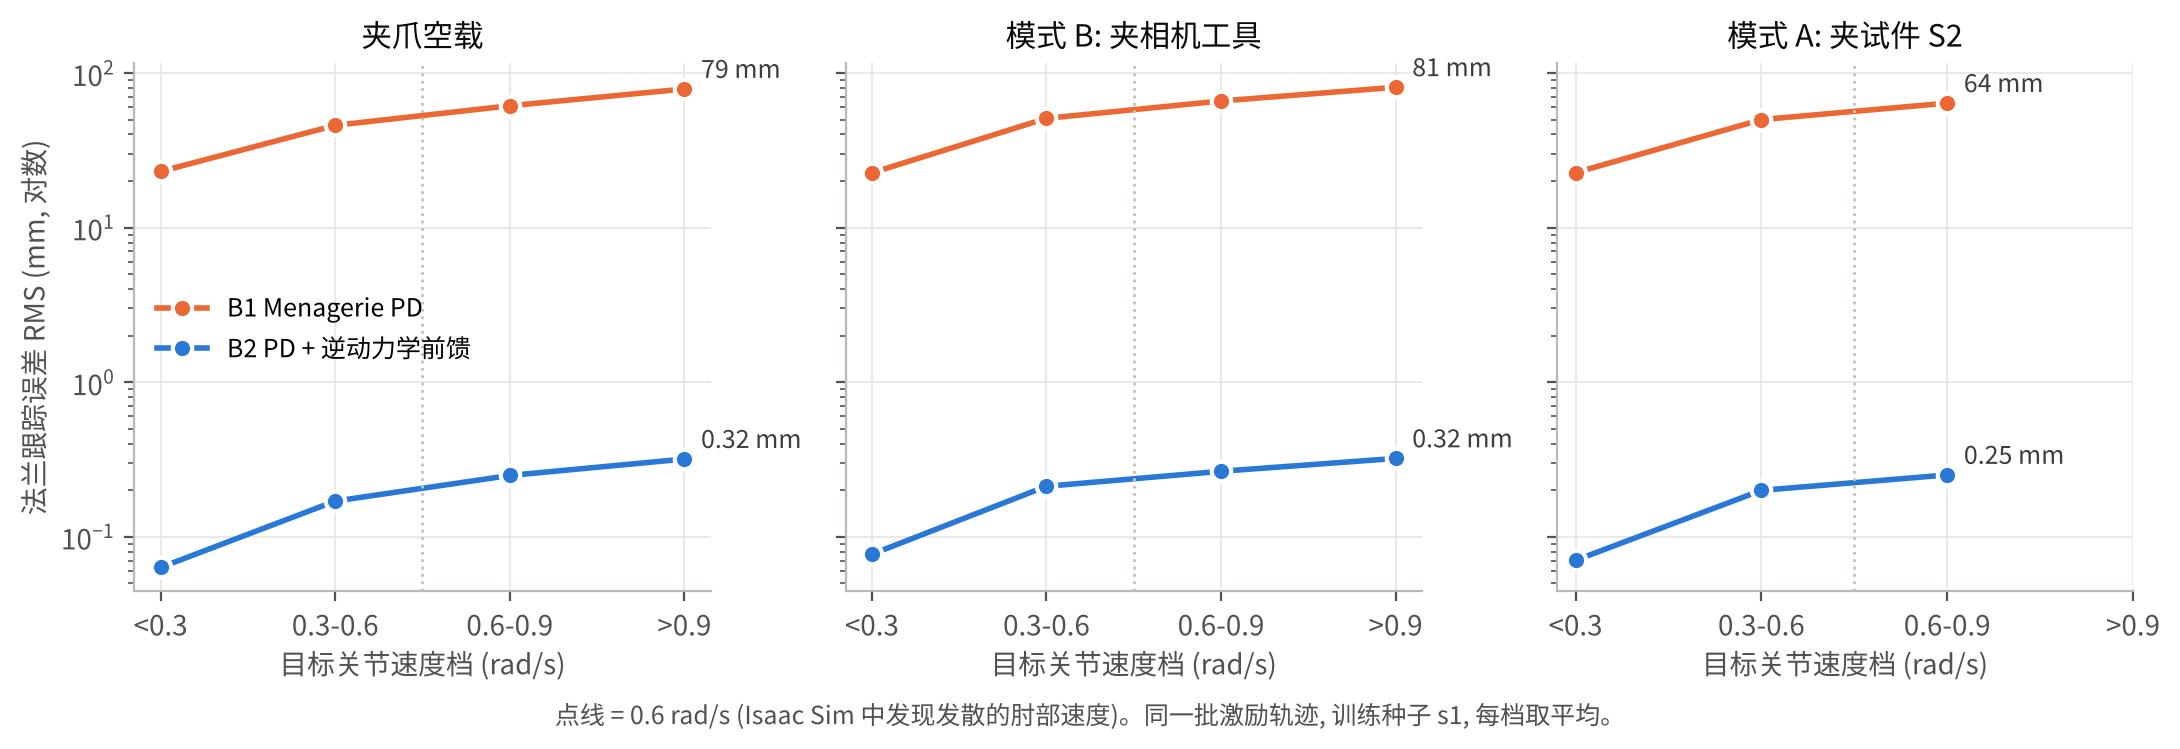 夹爪空载
模式 B: 夹相机工具
模式 A: 夹试件 S2
法兰跟踪误差 RMS (mm, 对数)
10²
10¹
10⁰
10⁻¹
79 mm
B1 Menagerie PD
B2 PD + 逆动力学前馈
0.32 mm
<0.3
0.3-0.6
0.6-0.9
>0.9
目标关节速度档 (rad/s)
81 mm
0.32 mm
<0.3
0.3-0.6
0.6-0.9
>0.9
目标关节速度档 (rad/s)
64 mm
0.25 mm
<0.3
0.3-0.6
0.6-0.9
>0.9
目标关节速度档 (rad/s)
点线 = 0.6 rad/s (Isaac Sim 中发现发散的肘部速度)。同一批激励轨迹, 训练种子 s1, 每档取平均。